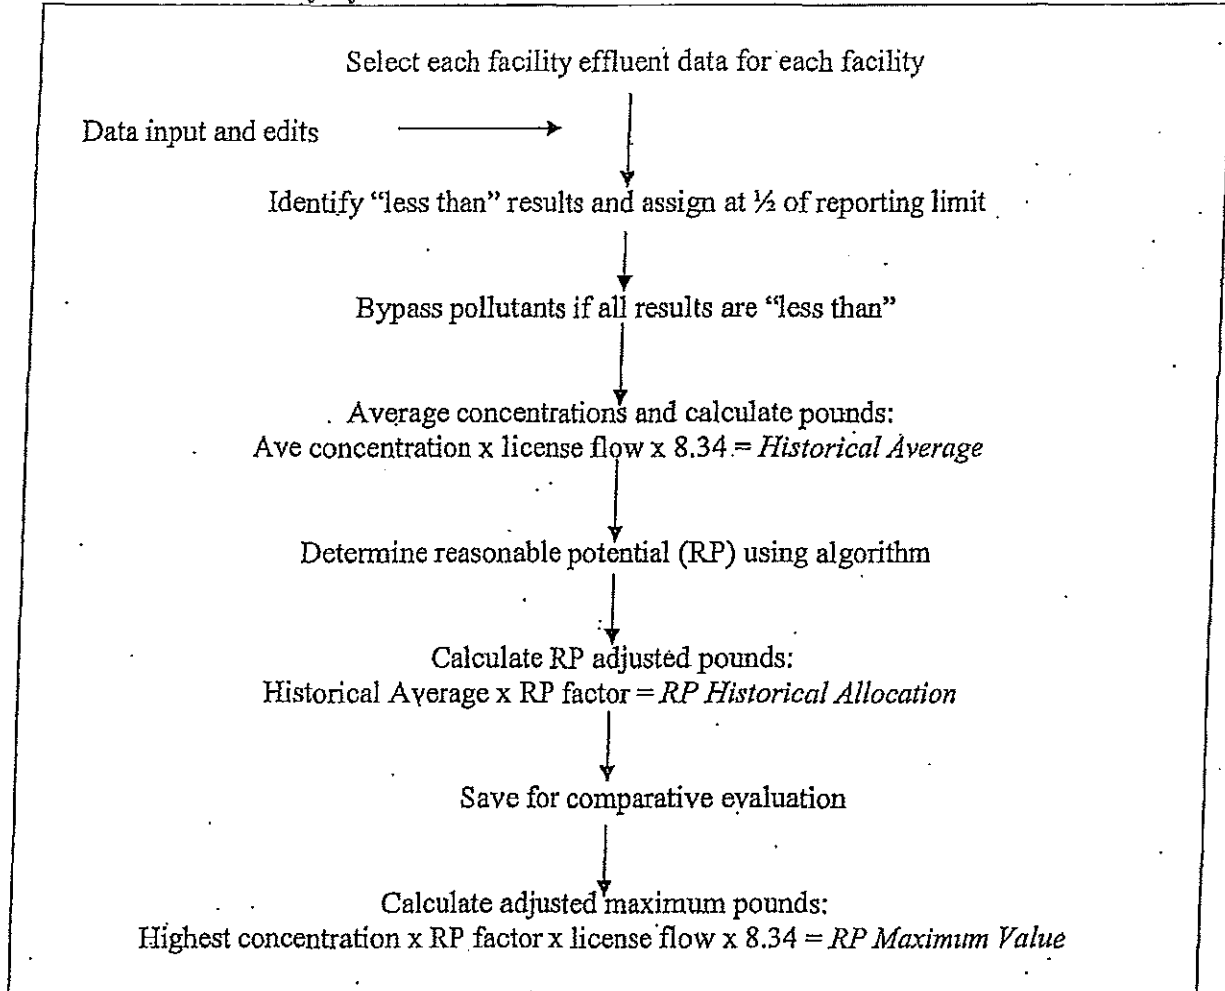 Select each facility effluent data for each facility
Data input and edits
Identify “less than” results and assign at ½ of reporting limit
Bypass pollutants if all results are “less than”
Average concentrations and calculate pounds:
Ave concentration x license flow x 8.34 = Historical Average
Determine reasonable potential (RP) using algorithm
Calculate RP adjusted pounds:
Historical Average x RP factor = RP Historical Allocation
Save for comparative evaluation
Calculate adjusted maximum pounds:
Highest concentration x RP factor x license flow x 8.34 = RP Maximum Value